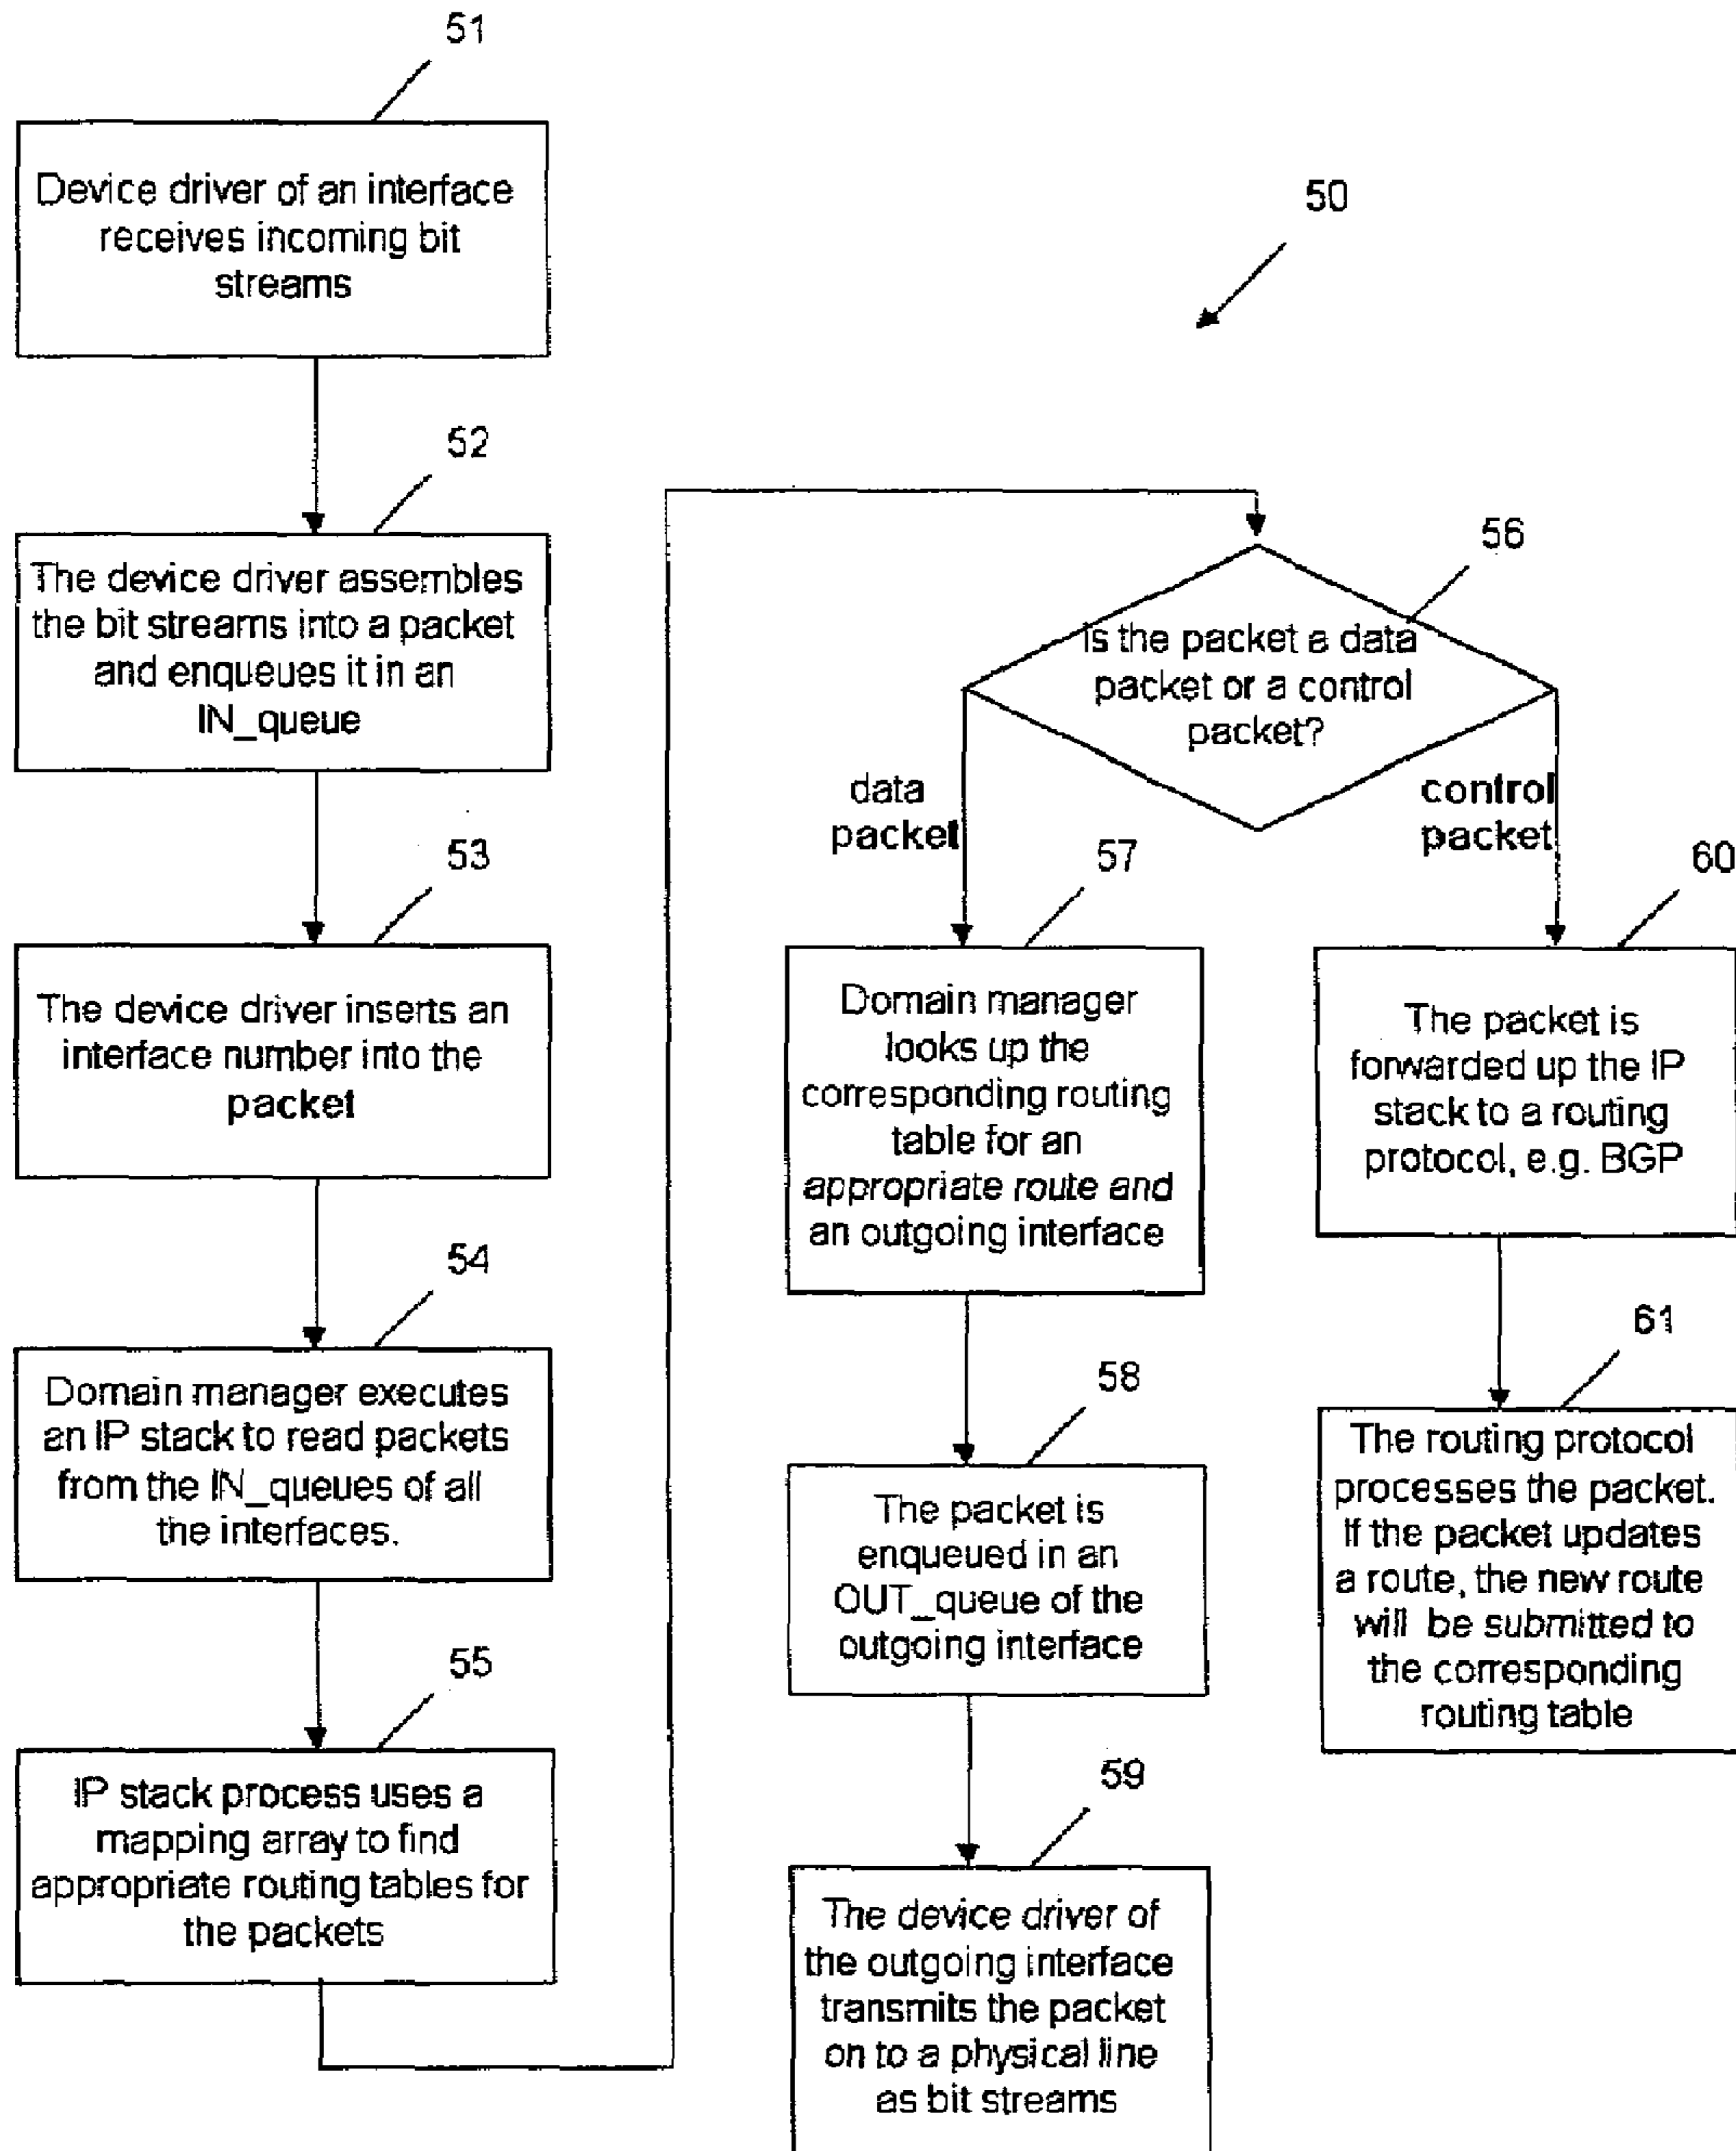 51
Device driver of an interface
receives incoming bit
streams
50
52
The device driver assembles
the bit streams into a packet
and enqueues it in an
IN_queue
53
The device driver inserts an
interface number into the
packet
54
Domain manager executes
an IP stack to read packets
from the IN_queues of all
the interfaces.
55
IP stack process uses a
mapping array to find
appropriate routing tables for
the packets
56
Is the packet a data
packet or a control
packet?
data
packet
control
packet
57
Domain manager
looks up the
corresponding routing
table for an
appropriate route and
an outgoing interface
58
The packet is
enqueued in an
OUT_queue of the
outgoing interface
59
The device driver of
the outgoing interface
transmits the packet
on to a physical line
as bit streams
60
The packet is
forwarded up the IP
stack to a routing
protocol, e.g. BGP
61
The routing protocol
processes the packet.
If the packet updates
a route, the new route
will be submitted to
the corresponding
routing table